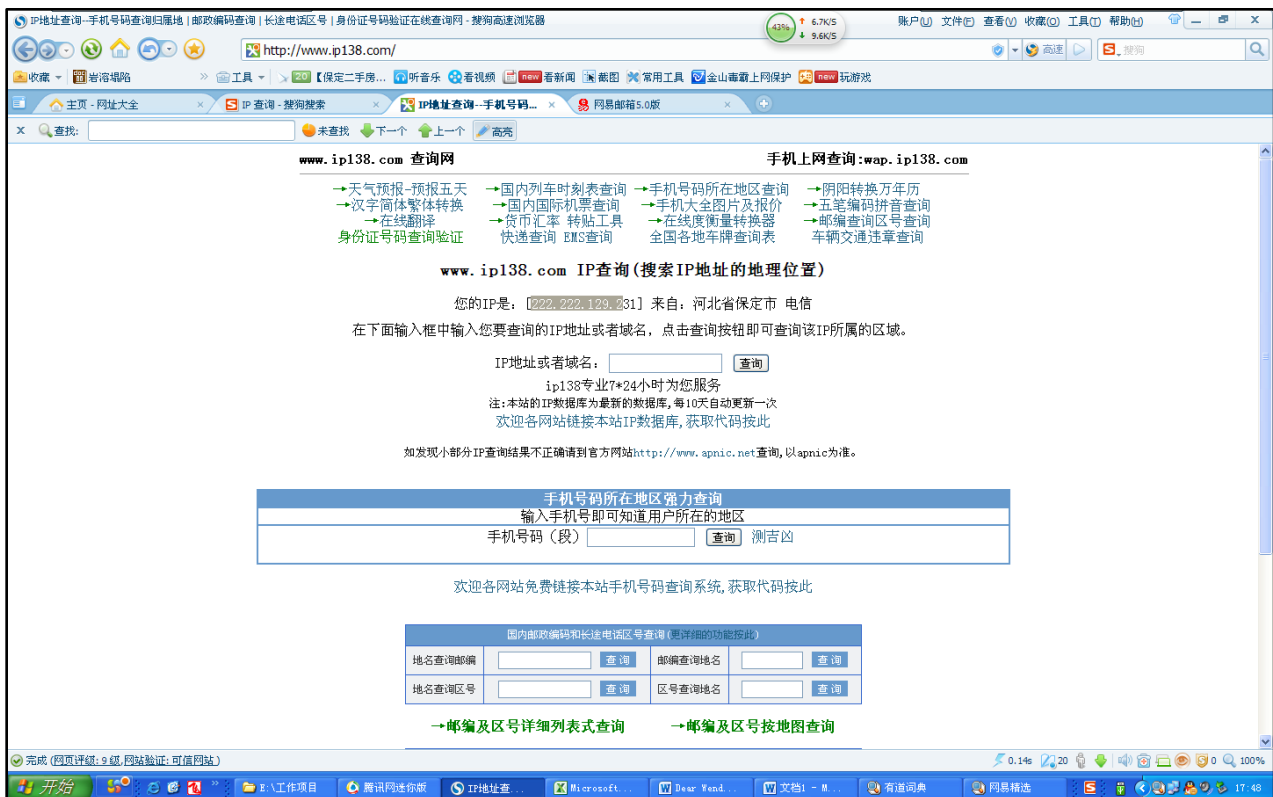 IP地址查询--手机号码查询归属地 | 邮政编码查询 | 长途电话区号 | 身份证号码验证在线查询网 - 搜狗高速浏览器
43% 6.7K/S 9.6K/S
账户(U) 文件(F) 查看(V) 收藏(O) 工具(T) 帮助(H)
http://www.ip138.com/
高速 搜狗
收藏 岩溶塌陷 » 工具 20 【保定二手房... 听音乐 看视频 new 看新闻 截图 常用工具 金山毒霸上网保护 new 玩游戏
主页 - 网址大全 × IP 查询 - 搜狗搜索 × IP地址查询--手机号码... × 网易邮箱5.0版 ×
x 查找: 未查找 下一个 上一个 高亮
www.ip138.com 查询网 手机上网查询:wap.ip138.com
→天气预报-预报五天 →国内列车时刻表查询 →手机号码所在地区查询 →阴阳转换万年历
→汉字简体繁体转换 →国内国际机票查询 →手机大全图片及报价 →五笔编码拼音查询
→在线翻译 →货币汇率 转贴工具 →在线度衡量转换器 →邮编查询区号查询
身份证号码查询验证 快递查询 EMS查询 全国各地车牌查询表 车辆交通违章查询
www.ip138.com IP查询(搜索IP地址的地理位置)
您的IP是：[222.222.129.231] 来自：河北省保定市 电信
在下面输入框中输入您要查询的IP地址或者域名，点击查询按钮即可查询该IP所属的区域。
IP地址或者域名： 查询
ip138专业7*24小时为您服务
注:本站的IP数据库为最新的数据库,每10天自动更新一次
欢迎各网站链接本站IP数据库,获取代码按此
如发现小部分IP查询结果不正确请到官方网站http://www.apnic.net查询,以apnic为准。
手机号码所在地区强力查询
输入手机号即可知道用户所在的地区
手机号码（段） 查询 测吉凶
欢迎各网站免费链接本站手机号码查询系统,获取代码按此
国内邮政编码和长途电话区号查询(更详细的功能按此)
地名查询邮编 查询 邮编查询地名 查询
地名查询区号 查询 区号查询地名 查询
→邮编及区号详细列表式查询 →邮编及区号按地图查询
完成 (网页评级: 9 级,网站验证: 可信网站) 0.14s 20 0 100%
开始 » E:\工作项目 腾讯网迷你版 IP地址查... Microsoft... Dear Vend... 文档1 - M... 有道词典 网易精选 17:48